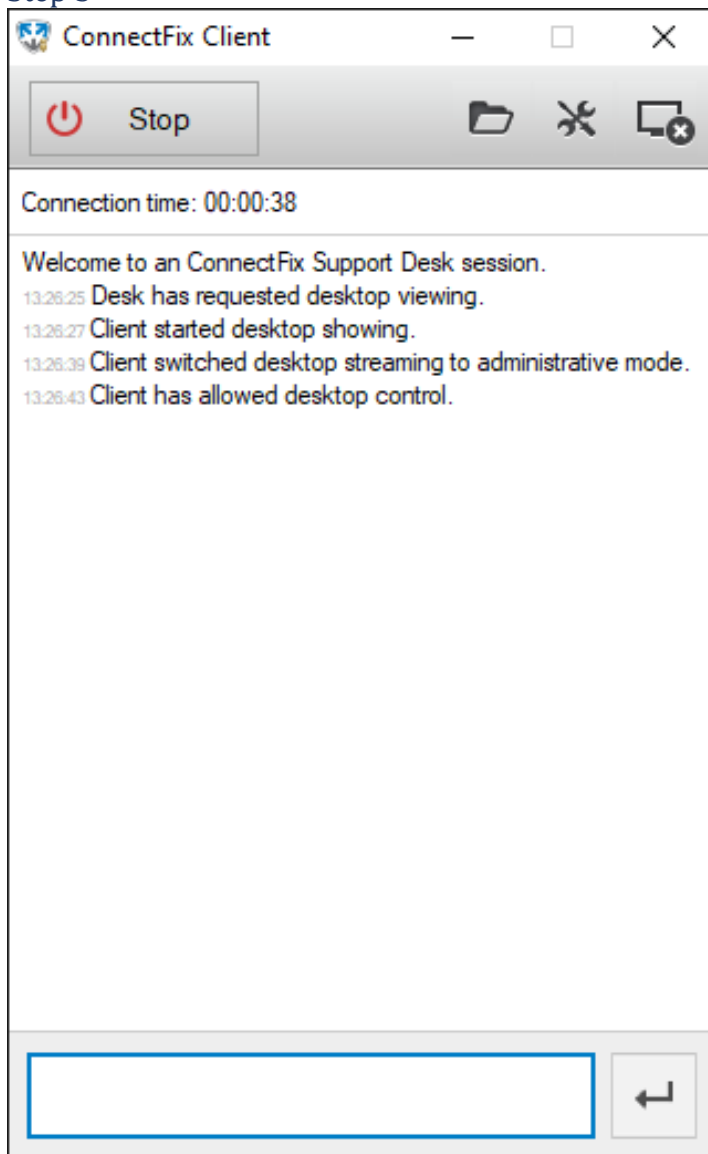 ConnectFix Client
Stop
Connection time: 00:00:38
Welcome to an ConnectFix Support Desk session.
13:26:25 Desk has requested desktop viewing.
13:26:27 Client started desktop showing.
13:26:39 Client switched desktop streaming to administrative mode.
13:26:43 Client has allowed desktop control.